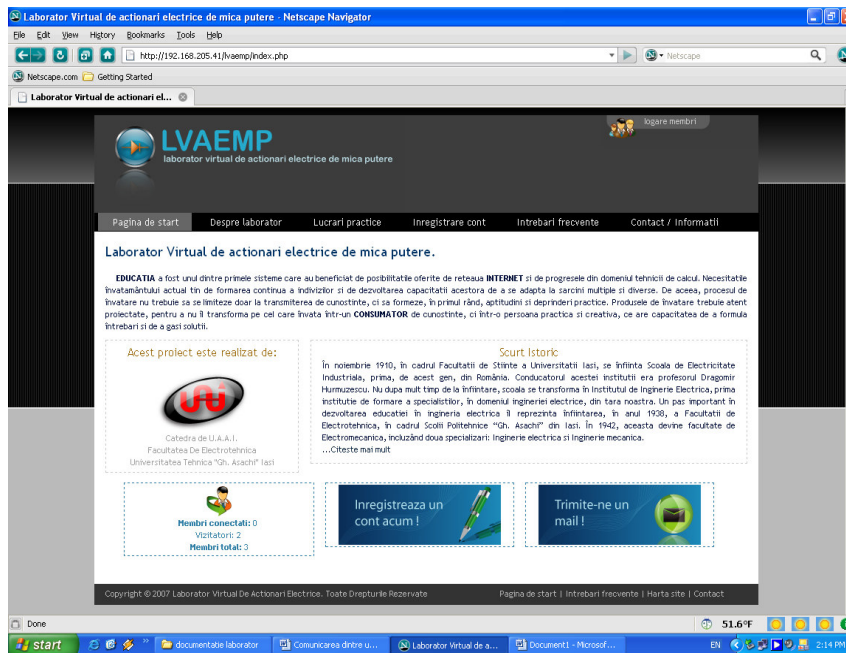 Laborator Virtual de actionari electrice de mica putere - Netscape Navigator
File Edit View History Bookmarks Tools Help
http://192.168.205.41/lvaemp/index.php
Netscape
Netscape.com Getting Started
Laborator Virtual de actionari el...
logare membri
LVAEMP
laborator virtual de actionari electrice de mica putere
Pagina de start Despre laborator Lucrari practice Inregistrare cont Intrebari frecvente Contact / Informatii
Laborator Virtual de actionari electrice de mica putere.
EDUCATIA a fost unul dintre primele sisteme care au beneficiat de posibilitatile oferite de reteaua INTERNET si de progresele din domeniul tehnicii de calcul. Necesitatile
învatamântului actual tin de formarea continua a indivizilor si de dezvoltarea capacitatii acestora de a se adapta la sarcini multiple si diverse. De aceea, procesul de
învatare nu trebuie sa se limiteze doar la transmiterea de cunostinte, ci sa formeze, în primul rând, aptitudini si deprinderi practice. Produsele de învatare trebuie atent
proiectate, pentru a nu îl transforma pe cel care învata într-un CONSUMATOR de cunostinte, ci într-o persoana practica si creativa, ce are capacitatea de a formula
întrebari si de a gasi solutii.
Acest proiect este realizat de:
Catedra
de U.A.A.I.
Facultatea De Electrotehnica
Universitatea Tehnica "Gh. Asachi" Iasi
Scurt Istoric
În noiembrie 1910, în cadrul Facultatii de Stiinte a Universitatii Iasi, se înfiinta Scoala de Electricitate
Industriala, prima, de acest gen, din România. Conducatorul acestei institutii era profesorul Dragomir
Hurmuzescu. Nu dupa mult timp de la înfiintare, scoala se transforma în Institutul de Inginerie Electrica, prima
institutie de formare a specialistilor, în domeniul ingineriei electrice, din tara noastra. Un pas important în
dezvoltarea educatiei în ingineria electrica îl reprezinta înfiintarea, în anul 1938, a Facultatii de
Electrotehnica, în cadrul Scolii Politehnice "Gh. Asachi" din Iasi. În 1942, aceasta devine facultate de
Electromecanica, incluzând doua specializari: Inginerie electrica si Inginerie mecanica.
...Citeste mai mult
Membri conectati: 0
Vizitatori: 2
Membri total: 3
Inregistreaza un
cont acum !
Trimite-ne un
mail !
Copyright © 2007 Laborator Virtual De Actionari Electrice. Toate Drepturile Rezervate Pagina de start | Intrebari frecvente | Harta site | Contact
Done 51.6°F
start documentatie laborator Comunicarea dintre u... Laborator Virtual de a... Document1 - Microsof... EN 2:14 PM